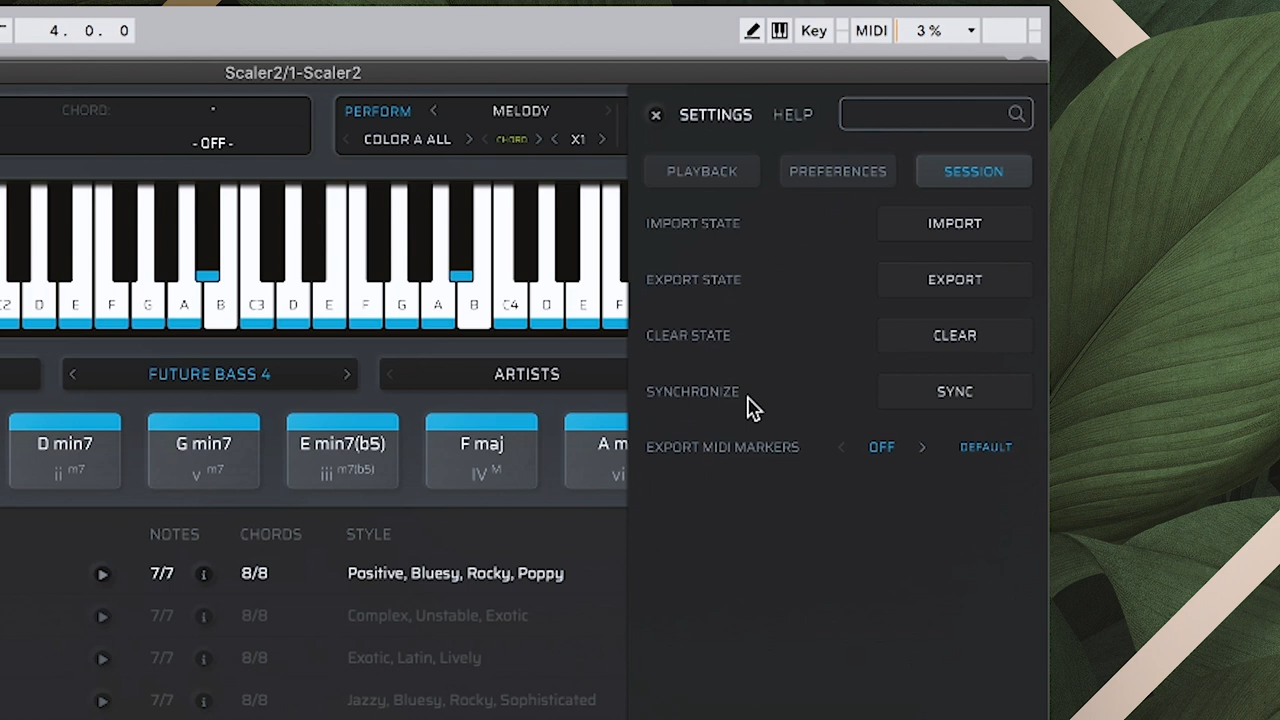 4. 0. 0 Key MIDI 3 %
Scaler2/1-Scaler2
CHORD:
- OFF -
PERFORM MELODY
COLOR A ALL CHORD X1
SETTINGS HELP
PLAYBACK PREFERENCES SESSION
IMPORT STATE IMPORT
EXPORT STATE EXPORT
CLEAR STATE CLEAR
SYNCHRONIZE SYNC
EXPORT MIDI MARKERS OFF DEFAULT
C2 D E F G A B C3 D E F G A B C4 D E F
FUTURE BASS 4 ARTISTS
D min7 G min7 E min7(b5) F maj A m
ii m7 v m7 iii m7(b5) IV M vi
NOTES CHORDS STYLE
7/7 i 8/8 Positive, Bluesy, Rocky, Poppy
7/7 i 8/8 Complex, Unstable, Exotic
7/7 i 8/8 Exotic, Latin, Lively
7/7 i 8/8 Jazzy, Bluesy, Rocky, Sophisticated